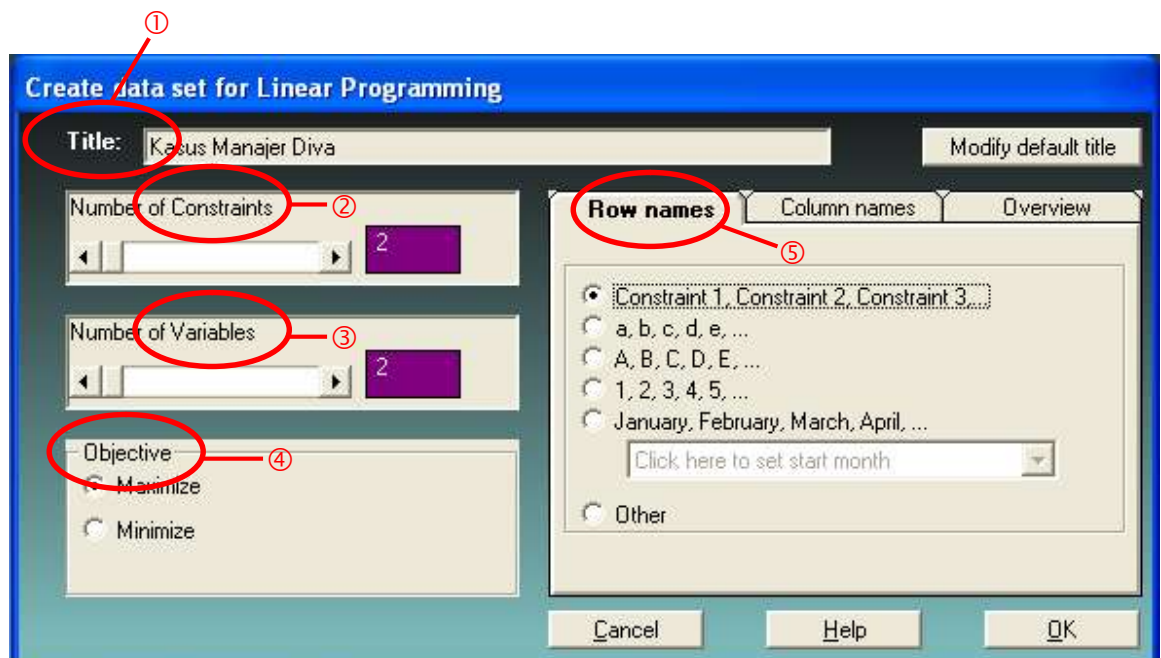 ①
Create data set for Linear Programming
Title: Kasus Manajer Diva
Modify default title
Number of Constraints
②
2
Number of Variables
③
2
Objective
④
Maximize
Minimize
Row names
Column names
Overview
⑤
Constraint 1, Constraint 2, Constraint 3,...
a, b, c, d, e, ...
A, B, C, D, E, ...
1, 2, 3, 4, 5, ...
January, February, March, April, ...
Click here to set start month
Other
Cancel
Help
OK